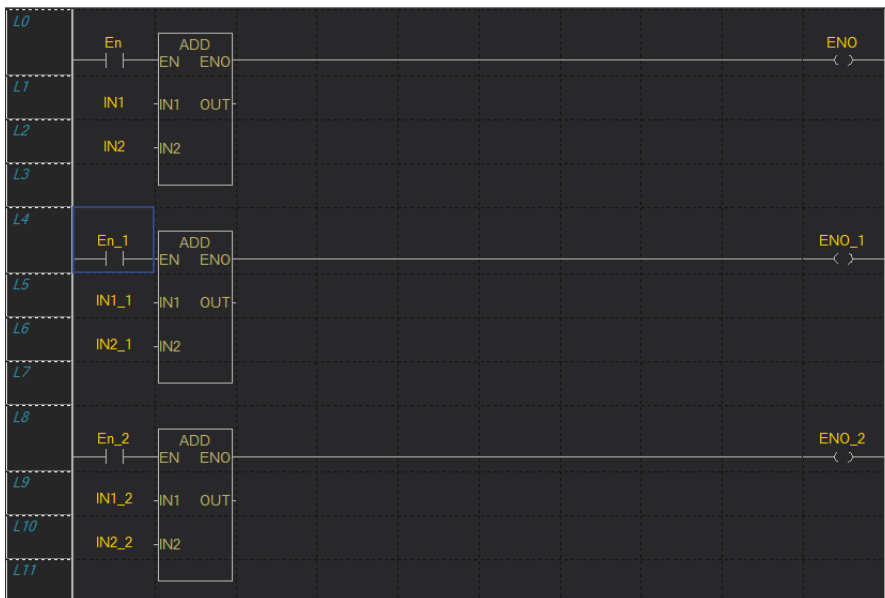 L0
En ADD ENO
EN ENO
L1
IN1 IN1 OUT
L2
IN2 IN2
L3
L4
En_1 ADD ENO_1
EN ENO
L5
IN1_1 IN1 OUT
L6
IN2_1 IN2
L7
L8
En_2 ADD ENO_2
EN ENO
L9
IN1_2 IN1 OUT
L10
IN2_2 IN2
L11